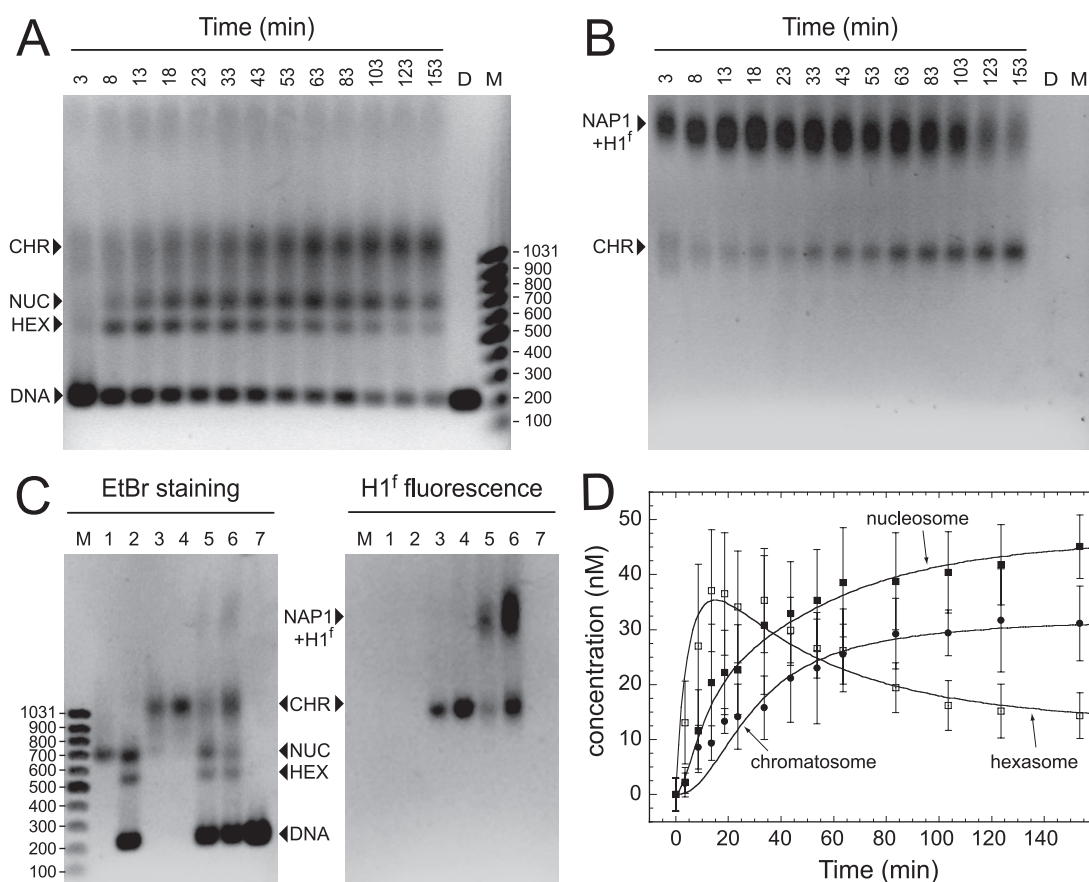 A
Time (min)
3 8 13 18 23 33 43 53 63 83 103 123 153 D M
CHR
NUC
HEX
DNA
1031
900
800
700
600
500
400
300
200
100
B
Time (min)
3 8 13 18 23 33 43 53 63 83 103 123 153 D M
NAP1
+H1f
CHR
C
EtBr staining
M 1 2 3 4 5 6 7
1031
900
800
700
600
500
400
300
200
100
NAP1
+H1f
CHR
NUC
HEX
DNA
H1f fluorescence
M 1 2 3 4 5 6 7
D
concentration (nM)
50
40
30
20
10
0
nucleosome
chromatosome
hexasome
0 20 40 60 80 100 120 140
Time (min)